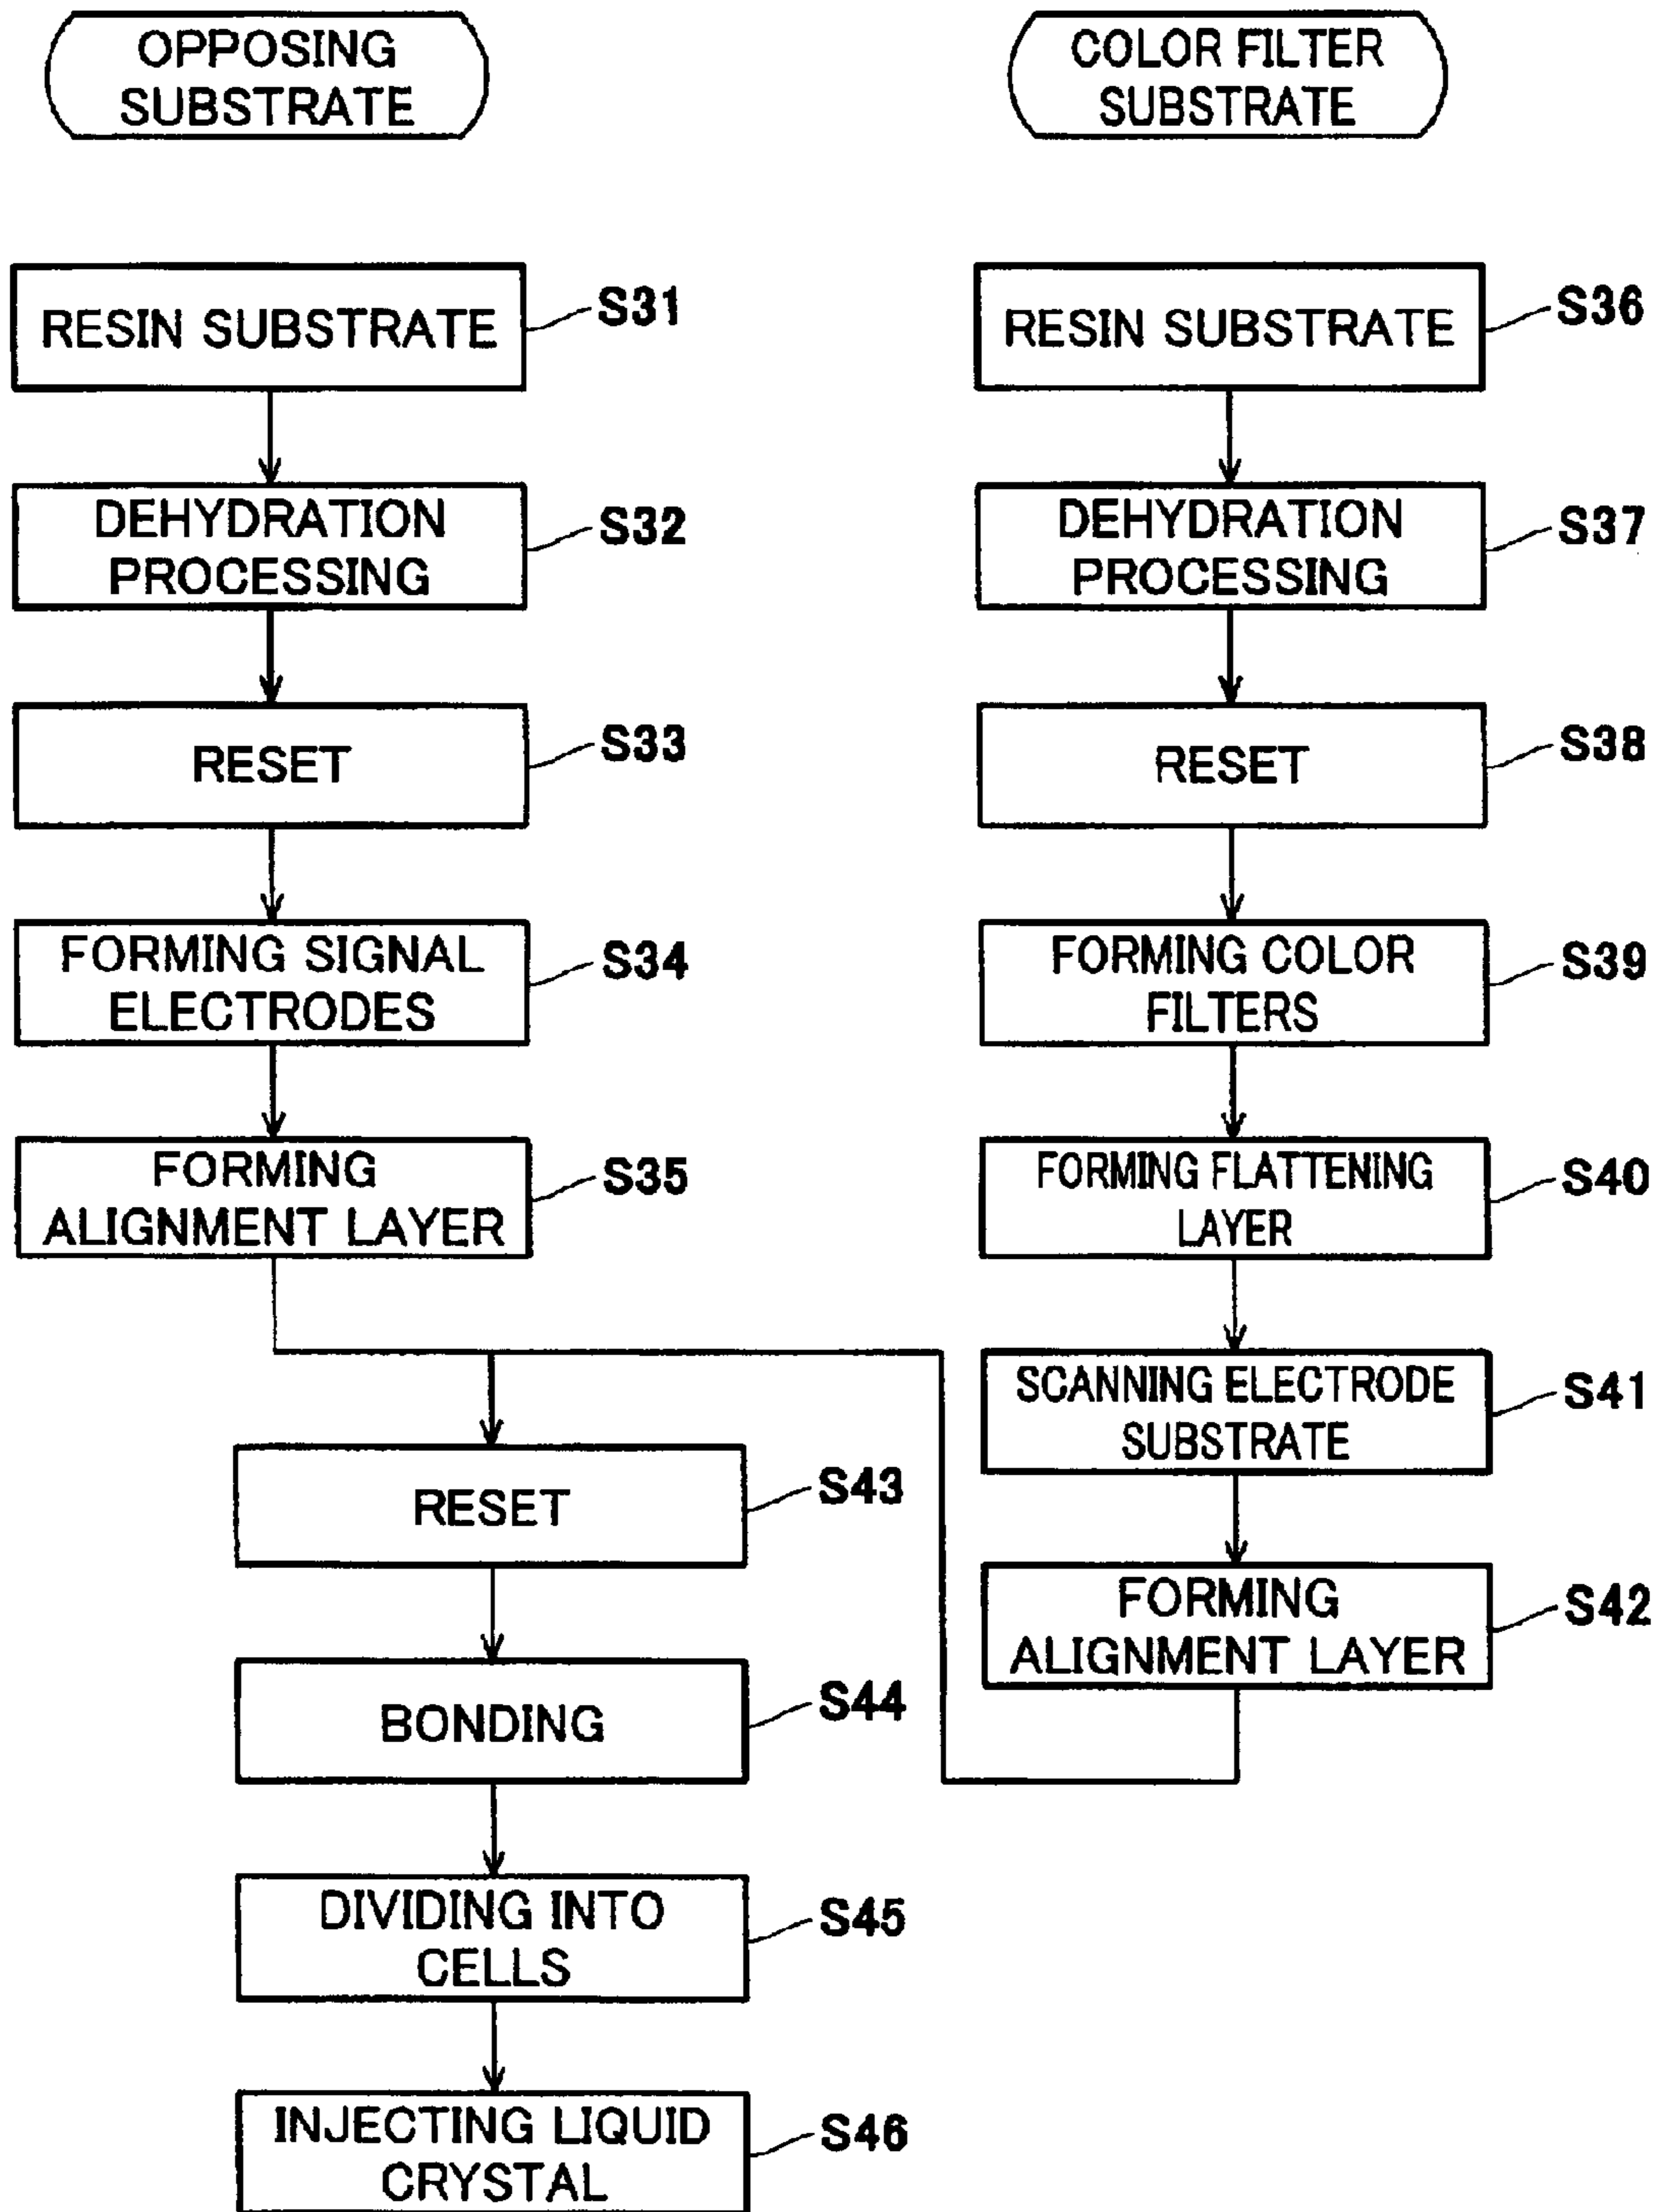 OPPOSING
SUBSTRATE
RESIN SUBSTRATE
S31
DEHYDRATION
PROCESSING
S32
RESET
S33
FORMING SIGNAL
ELECTRODES
S34
FORMING
ALIGNMENT LAYER
S35
COLOR FILTER
SUBSTRATE
RESIN SUBSTRATE
S36
DEHYDRATION
PROCESSING
S37
RESET
S38
FORMING COLOR
FILTERS
S39
FORMING FLATTENING
LAYER
S40
SCANNING ELECTRODE
SUBSTRATE
S41
FORMING
ALIGNMENT LAYER
S42
RESET
S43
BONDING
S44
DIVIDING INTO
CELLS
S45
INJECTING LIQUID
CRYSTAL
S46